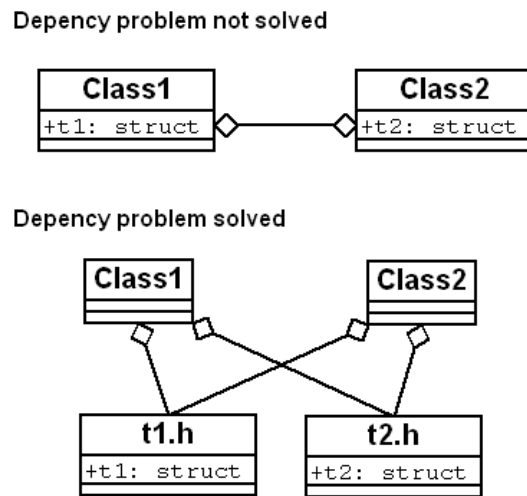 Depency problem not solved
Class1 Class2
+t1: struct +t2: struct
Depency problem solved
Class1 Class2
t1.h t2.h
+t1: struct +t2: struct